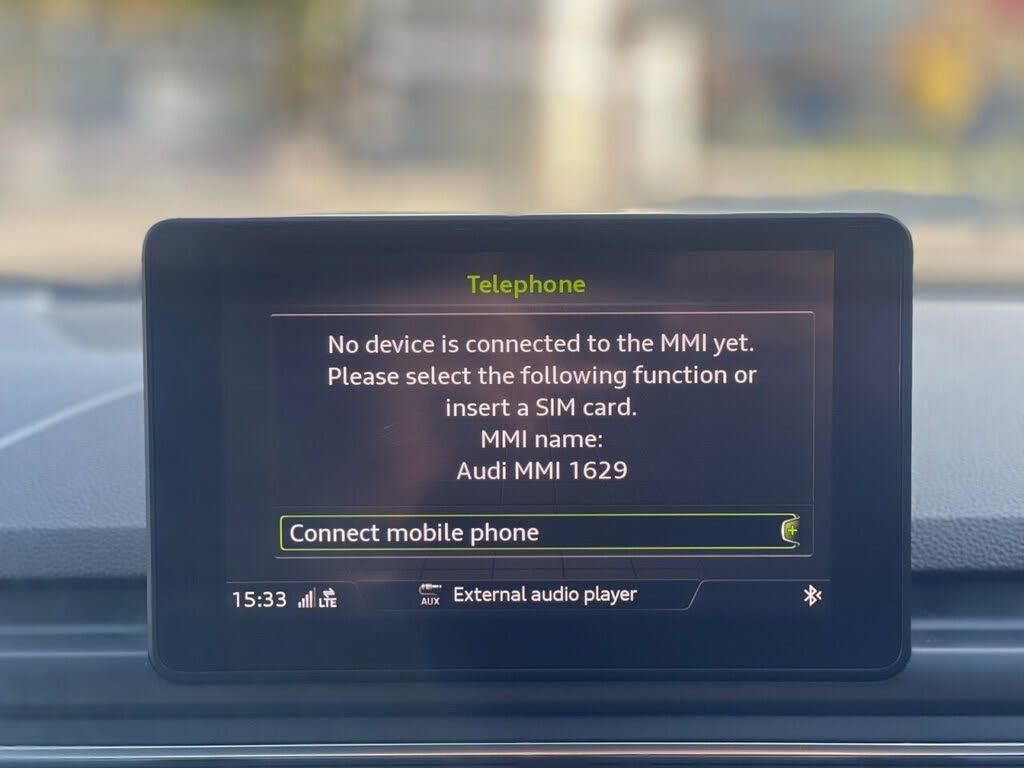 Telephone
No device is connected to the MMI yet.
Please select the following function or
insert a SIM card.
MMI name:
Audi MMI 1629
Connect mobile phone
15:33 LTE AUX External audio player